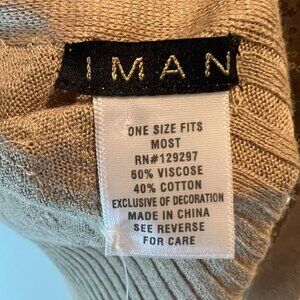 IMAN
ONE SIZE FITS
MOST
RN#129297
60% VISCOSE
40% COTTON
EXCLUSIVE OF DECORATION
MADE IN CHINA
SEE REVERSE
FOR CARE